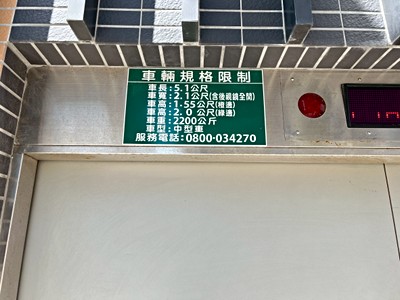 車輛規格限制
車長:5.1公尺
車寬:2.1公尺(含後視鏡全開)
車高:1.55公尺(橙邊)
車高:2.0公尺(綠邊)
車重:2200公斤
車型:中型車
服務電話:0800-034270